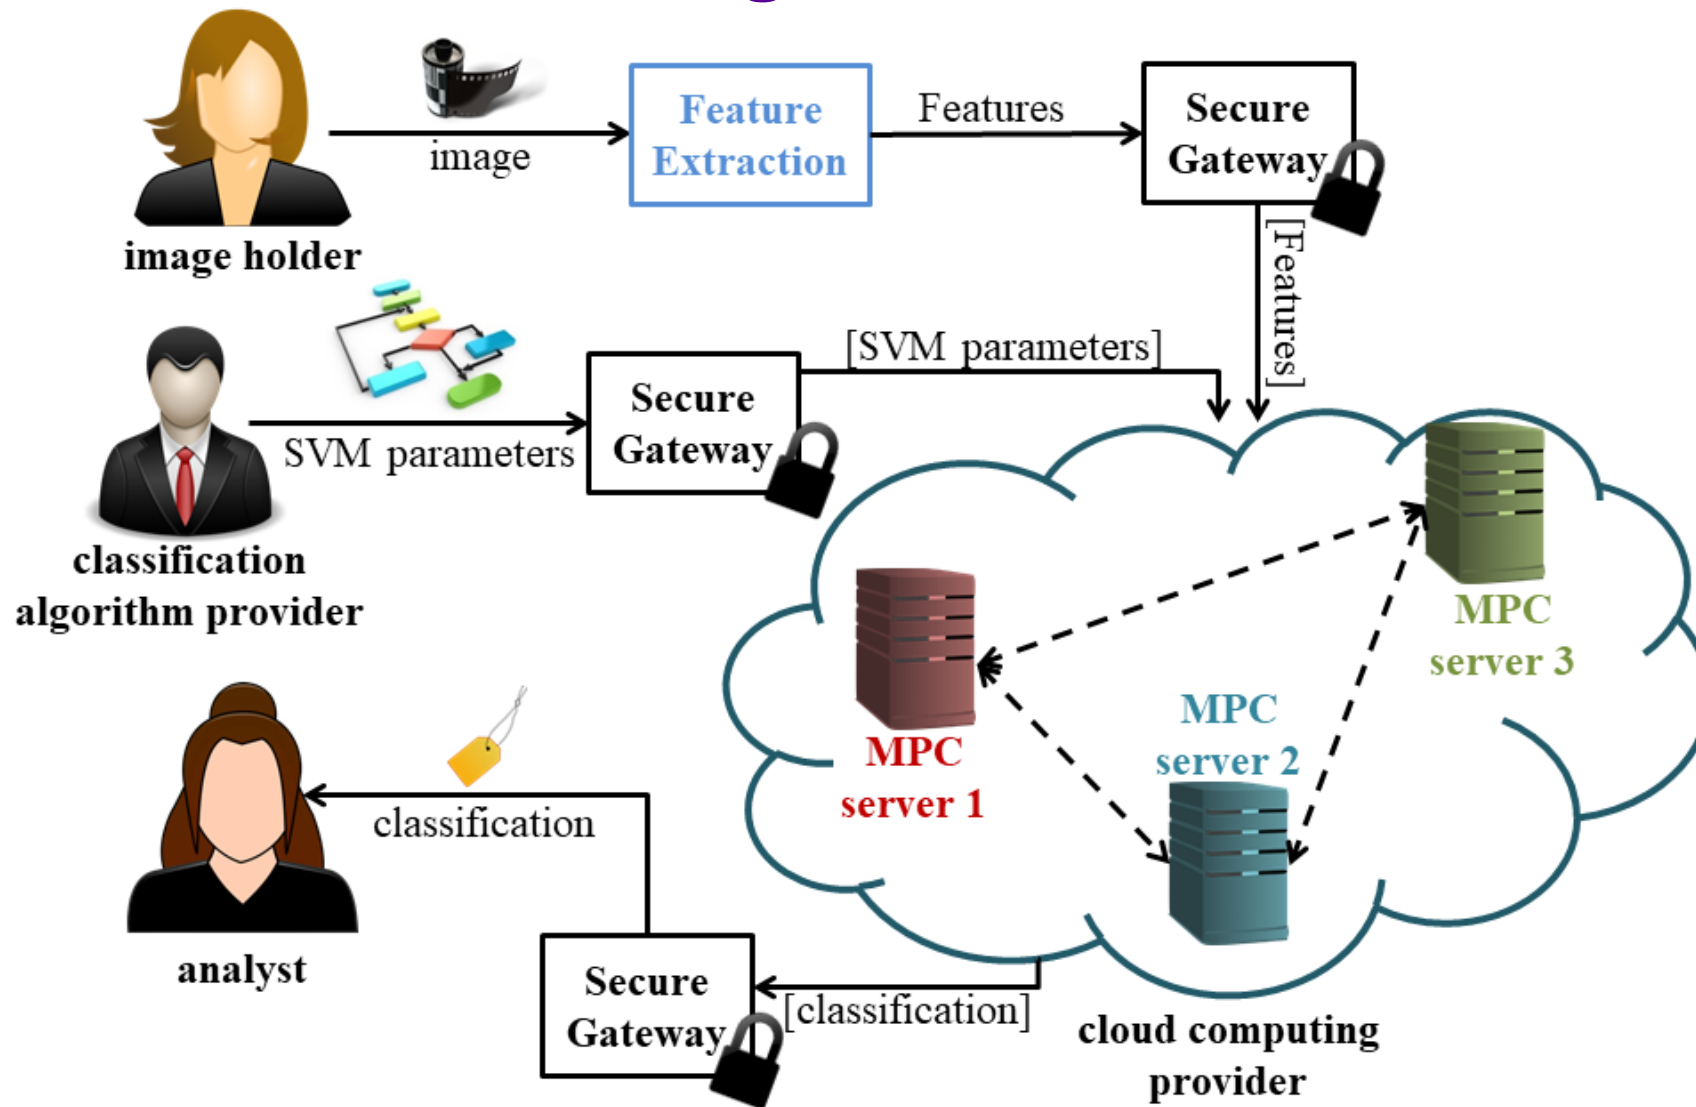 image
Feature
Extraction
Features
Secure
Gateway
image holder
[Features]
SVM parameters
Secure
Gateway
[SVM parameters]
classification
algorithm provider
MPC
server 3
MPC
server 2
MPC
server 1
classification
analyst
Secure
Gateway
[classification]
cloud computing
provider